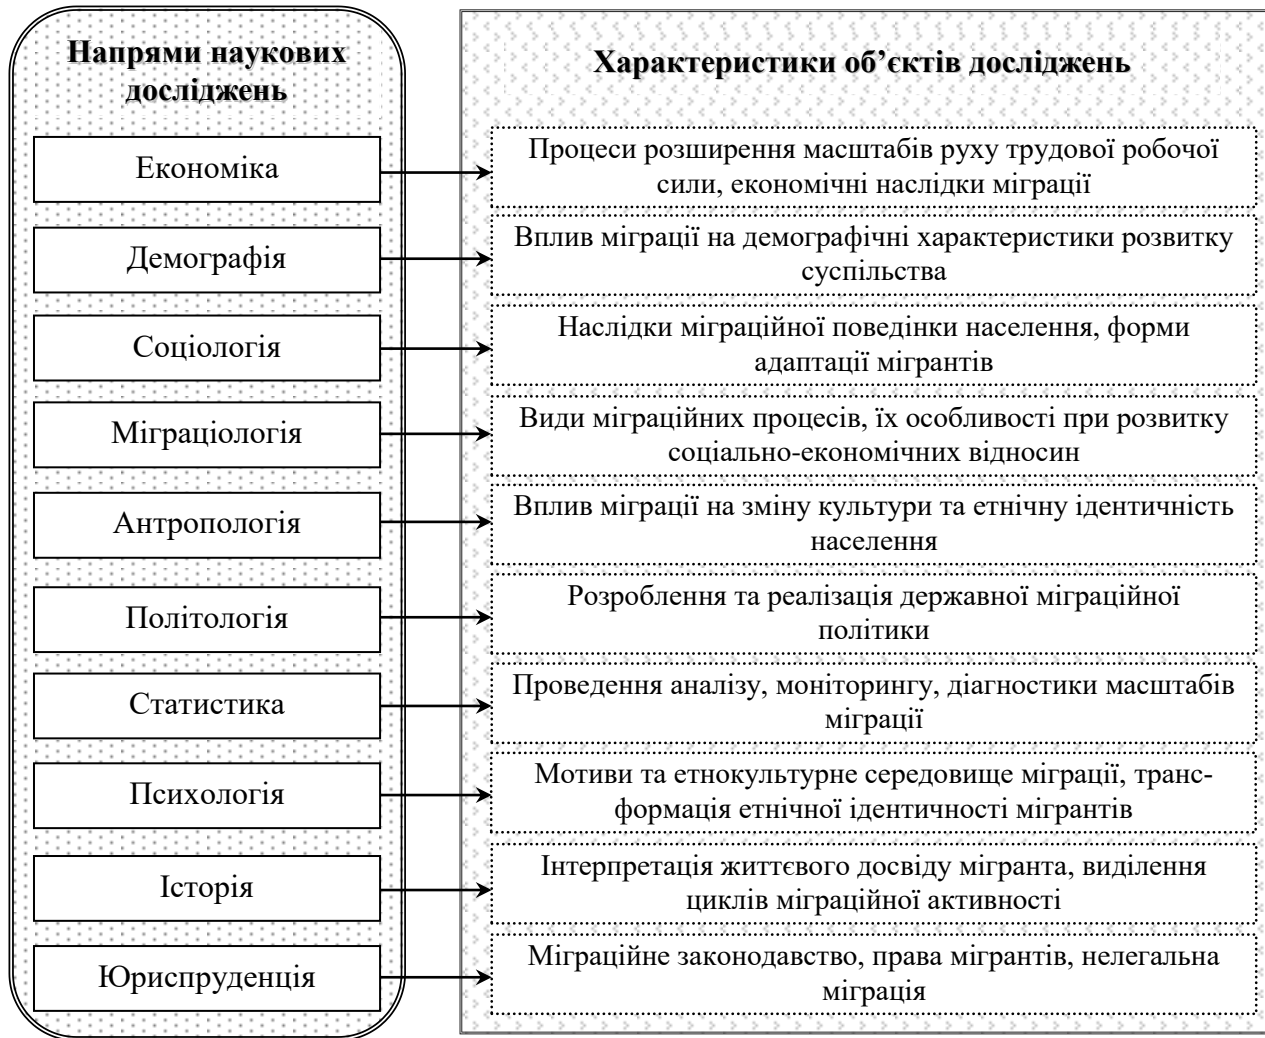 Напрями наукових
досліджень
Характеристики об’єктів досліджень
Економіка
Процеси розширення масштабів руху трудової робочої
сили, економічні наслідки міграції
Демографія
Вплив міграції на демографічні характеристики розвитку
суспільства
Соціологія
Наслідки міграційної поведінки населення, форми
адаптації мігрантів
Міграціологія
Види міграційних процесів, їх особливості при розвитку
соціально-економічних відносин
Антропологія
Вплив міграції на зміну культури та етнічну ідентичність
населення
Політологія
Розроблення та реалізація державної міграційної
політики
Статистика
Проведення аналізу, моніторингу, діагностики масштабів
міграції
Психологія
Мотиви та етнокультурне середовище міграції, транс-
формація етнічної ідентичності мігрантів
Історія
Інтерпретація життєвого досвіду мігранта, виділення
циклів міграційної активності
Юриспруденція
Міграційне законодавство, права мігрантів, нелегальна
міграція